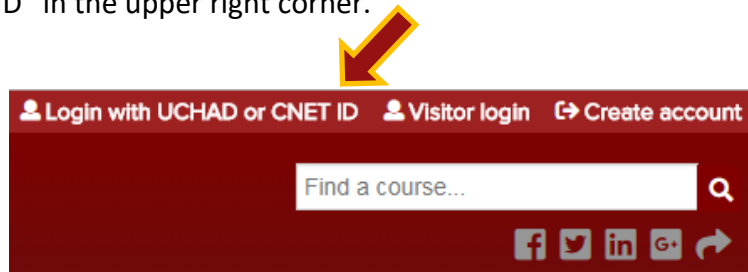 D" in the upper right corner.
Login with UCHAD or CNET ID Visitor login Create account
Find a course...